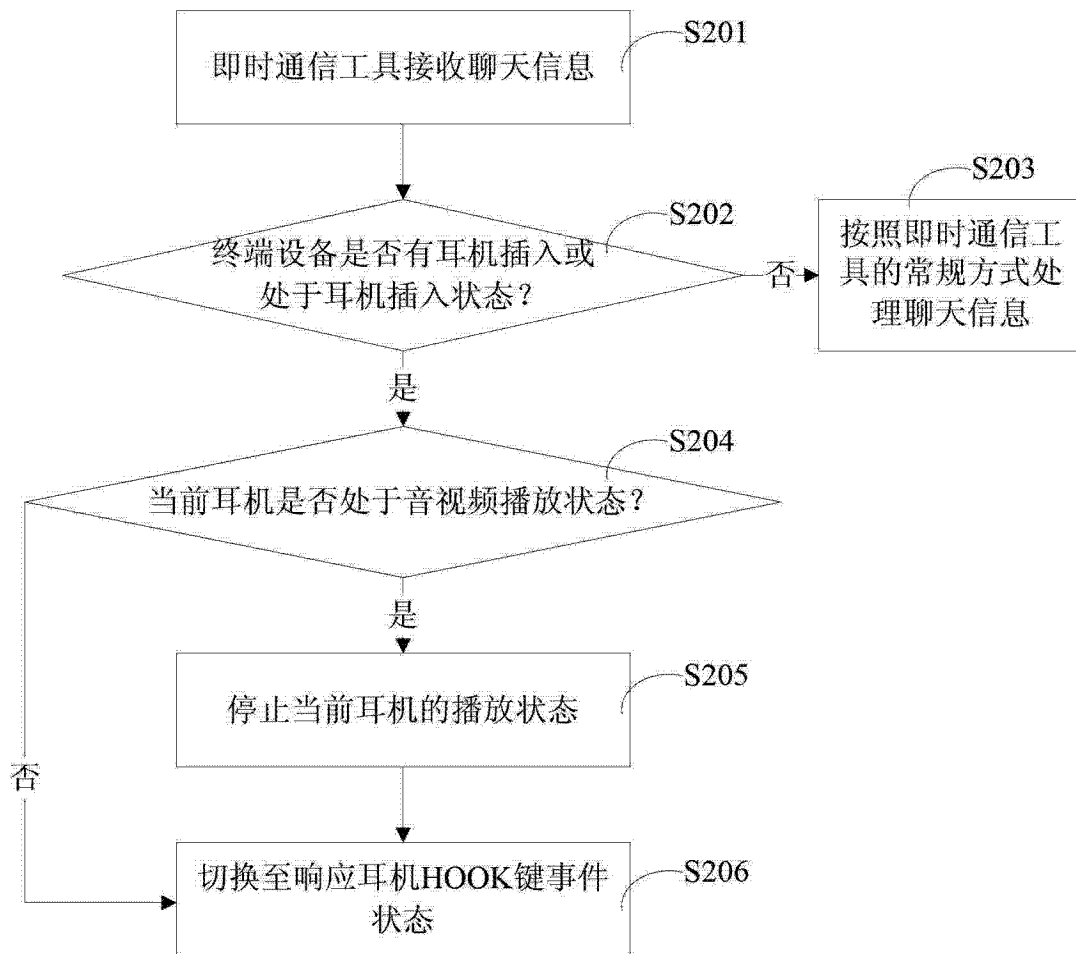 S201
即时通信工具接收聊天信息
S203
S202
终端设备是否有耳机插入或
处于耳机插入状态？
否
按照即时通信工
具的常规方式处
理聊天信息
是
S204
当前耳机是否处于音视频播放状态？
是
S205
停止当前耳机的播放状态
否
S206
切换至响应耳机HOOK键事件
状态